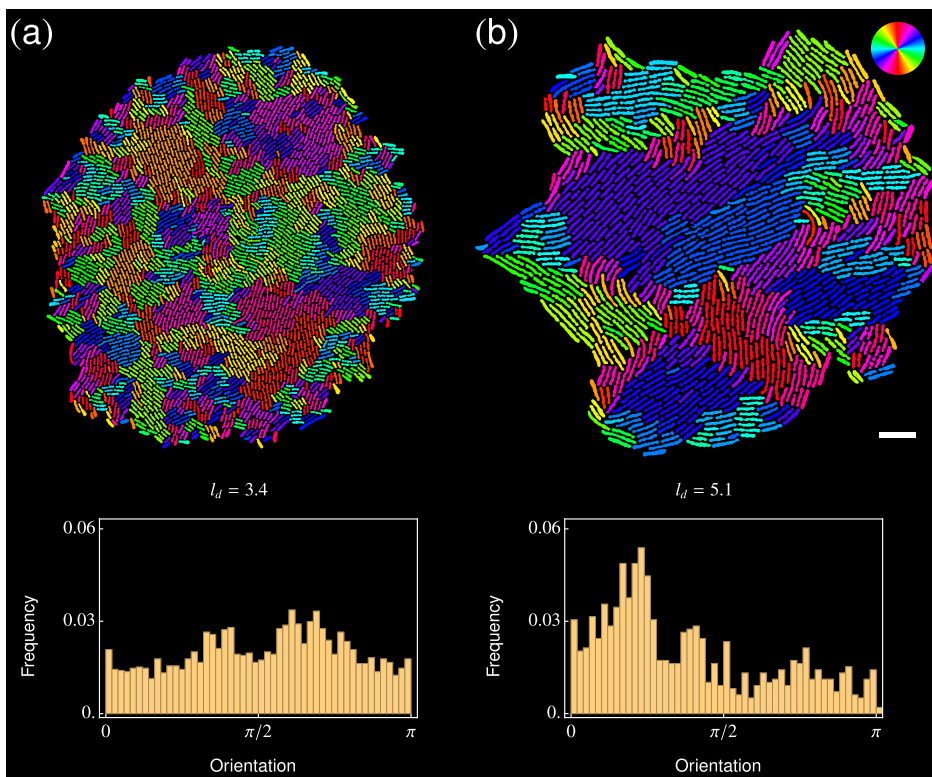 (a)
(b)
l_d = 3.4
l_d = 5.1
0.06
0.03
0.
Frequency
0
π/2
π
Orientation
0.06
0.03
0.
Frequency
0
π/2
π
Orientation